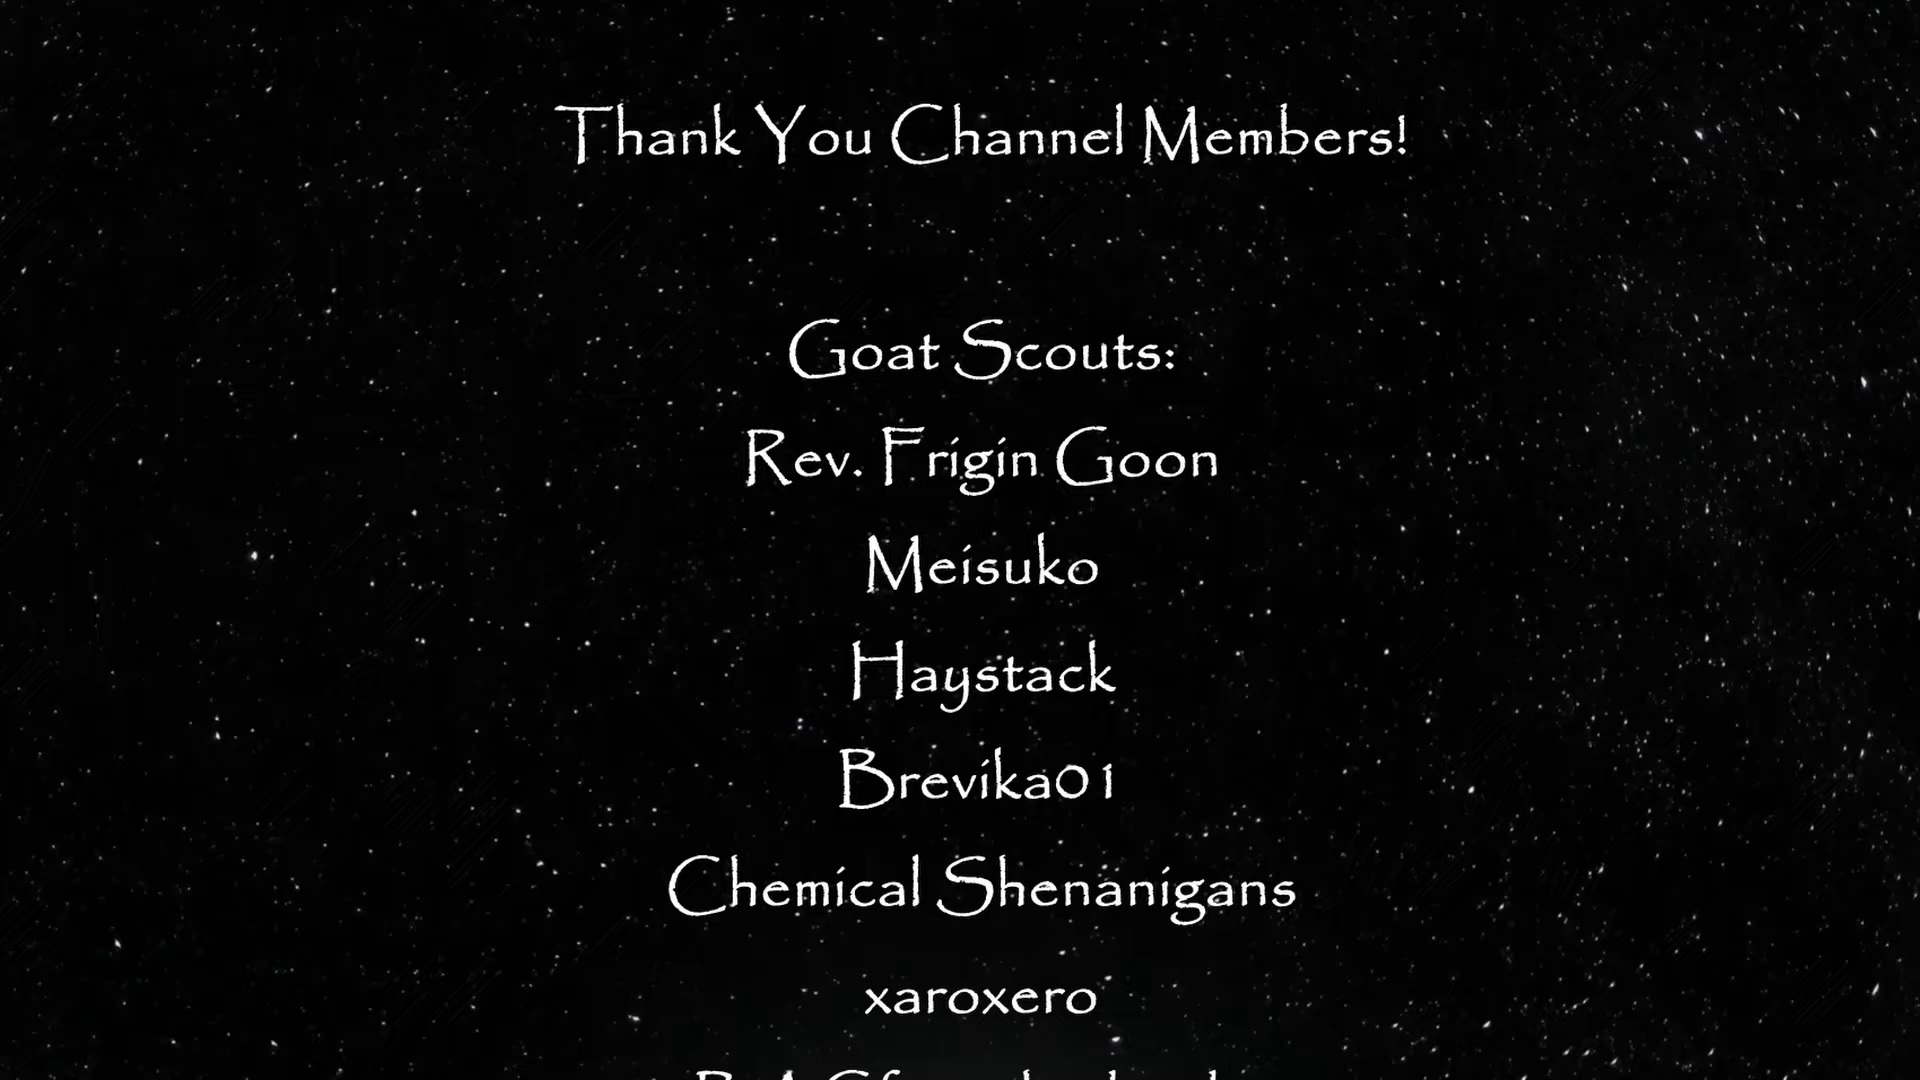 Thank You Channel Members!
Goat Scouts:
Rev. Frigin Goon
Meisuko
Haystack
Brevika01
Chemical Shenanigans
xaroxero